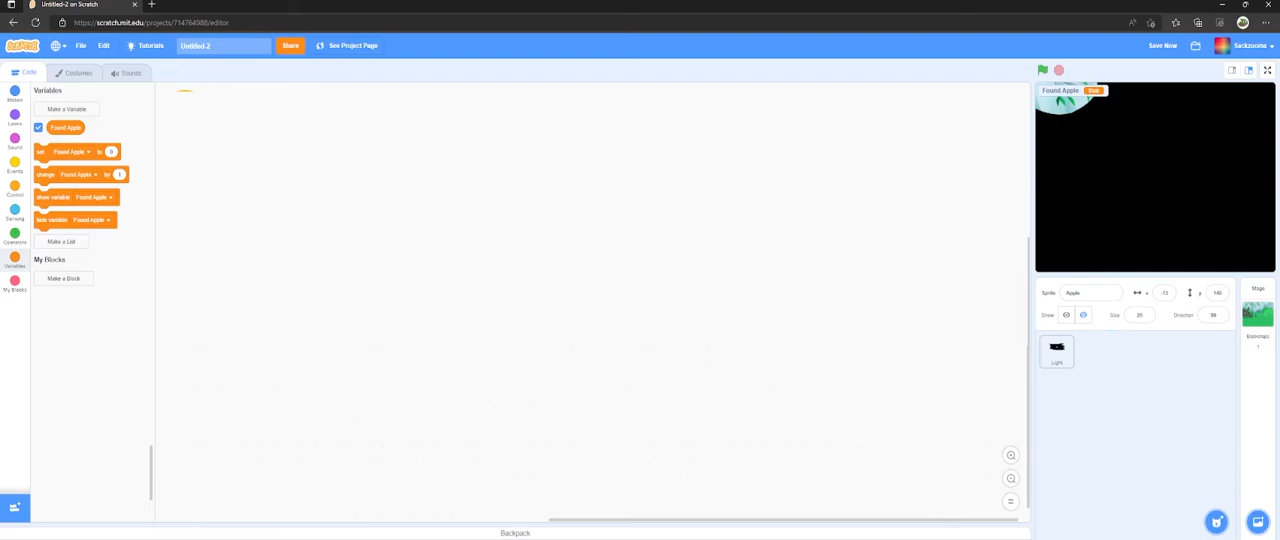 Untitled-2 on Scratch
https://scratch.mit.edu/projects/714764988/editor
SCRATCH
File
Edit
Tutorials
Untitled-2
Share
See Project Page
Save Now
Sackzooma
Code
Costumes
Sounds
Motion
Looks
Sound
Events
Control
Sensing
Operators
Variables
My Blocks
Variables
Make a Variable
Found Apple
set Found Apple to 0
change Found Apple by 1
show variable Found Apple
hide variable Found Apple
Make a List
My Blocks
Make a Block
Found Apple
Sprite Apple x -13 y 140
Show Size 25 Direction 90
Light
Stage
Backdrops
1
Backpack